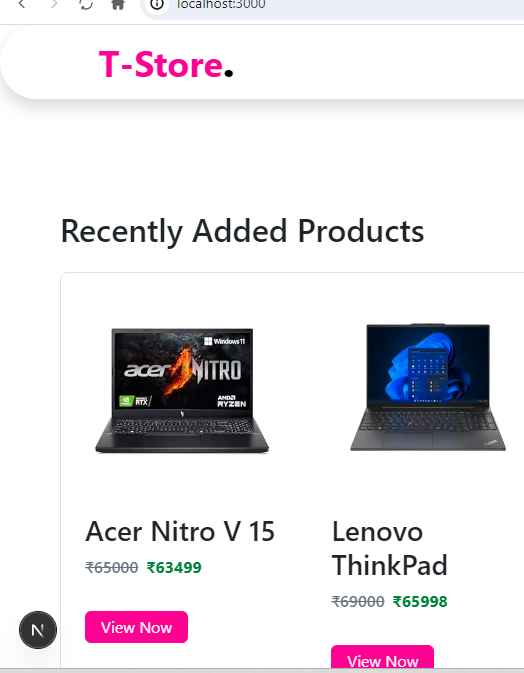 localhost:3000
T-Store.
Recently Added Products
Windows 11
acer NITRO
RTX
AMD
RYZEN
Acer Nitro V 15
₹65000 ₹63499
View Now
Lenovo
ThinkPad
₹69000 ₹65998
View Now
N